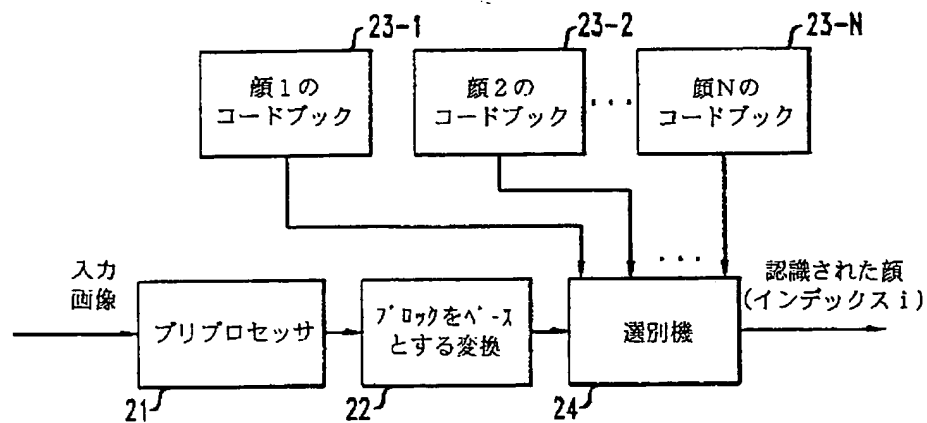 23-1
23-2
23-N
顔1の
コードブック
顔2の
コードブック
・・・
顔Nの
コードブック
・・・
入力
画像
プリプロセッサ
ブロックをベース
とする変換
選別機
認識された顔
(インデックスi)
21
22
24